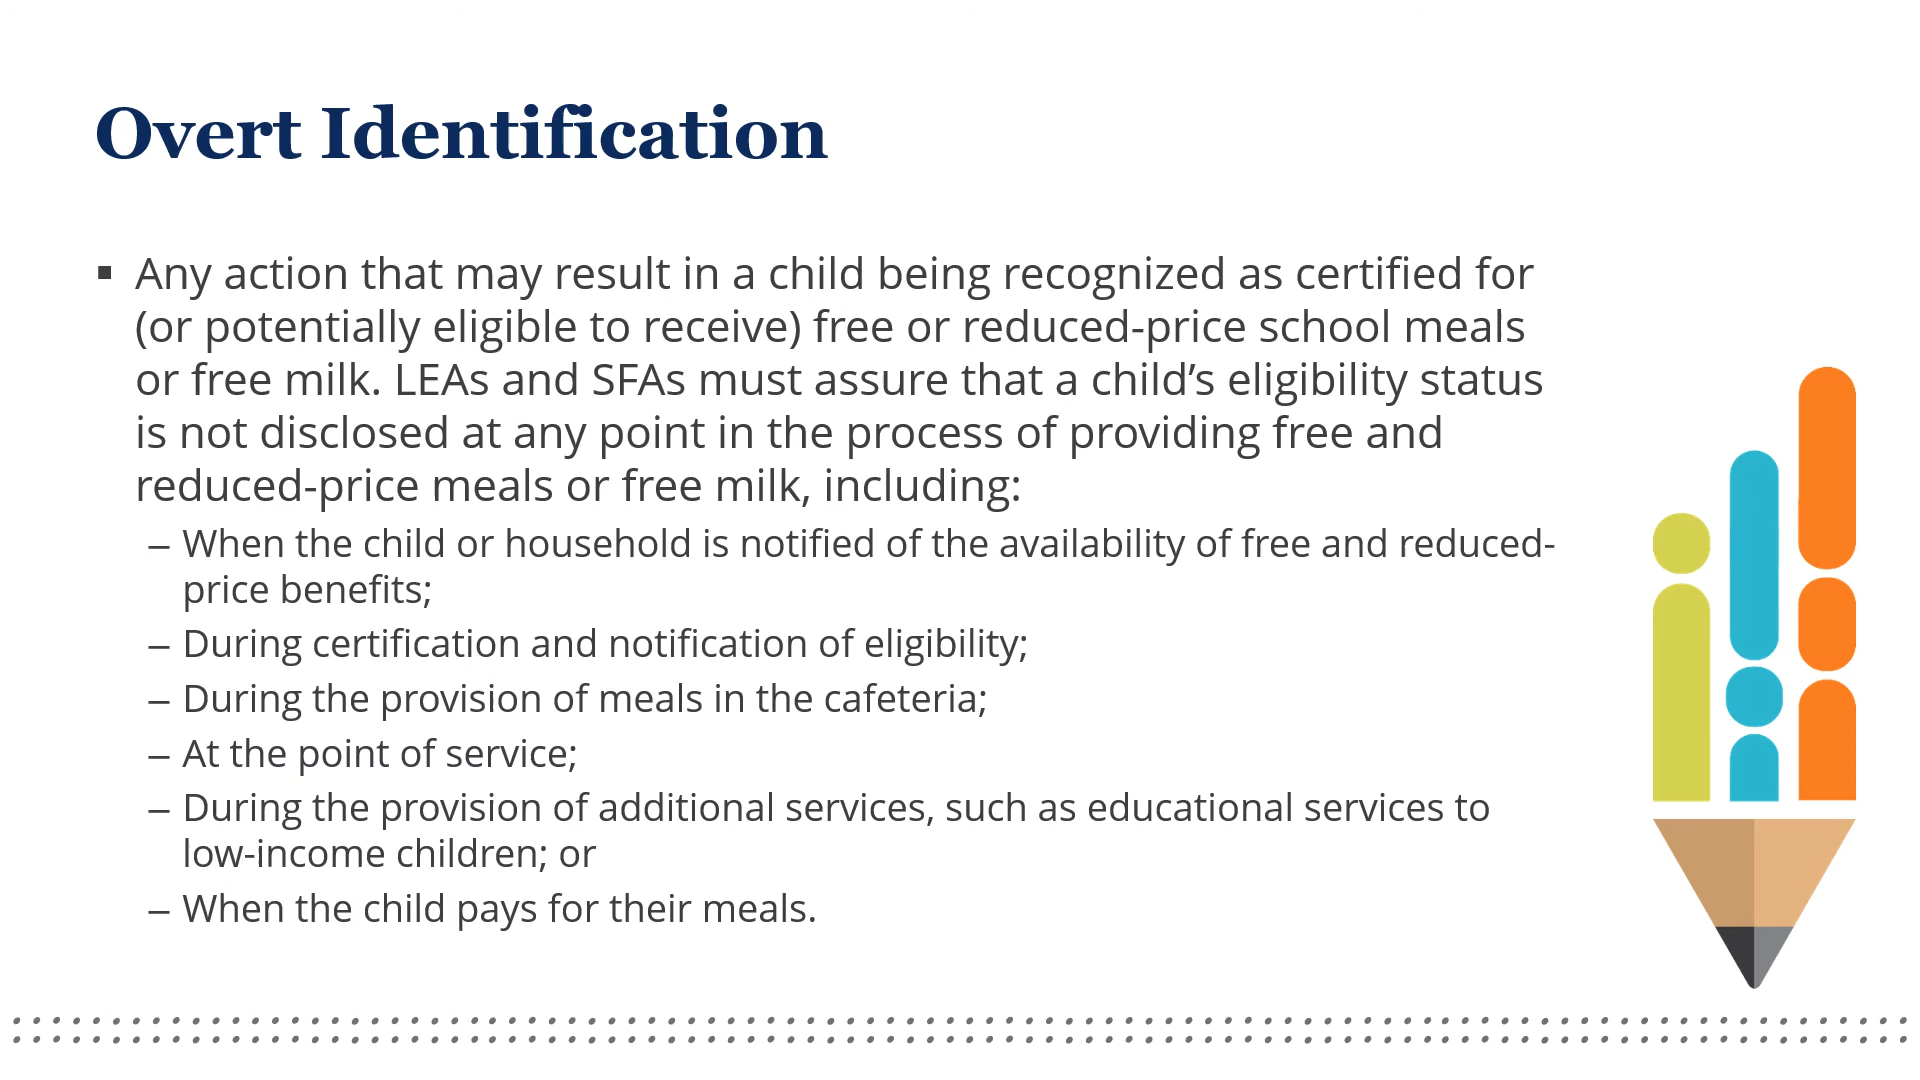 Overt Identification
▪ Any action that may result in a child being recognized as certified for
(or potentially eligible to receive) free or reduced-price school meals
or free milk. LEAs and SFAs must assure that a child’s eligibility status
is not disclosed at any point in the process of providing free and
reduced-price meals or free milk, including:
– When the child or household is notified of the availability of free and reduced-
price benefits;
– During certification and notification of eligibility;
– During the provision of meals in the cafeteria;
– At the point of service;
– During the provision of additional services, such as educational services to
low-income children; or
– When the child pays for their meals.